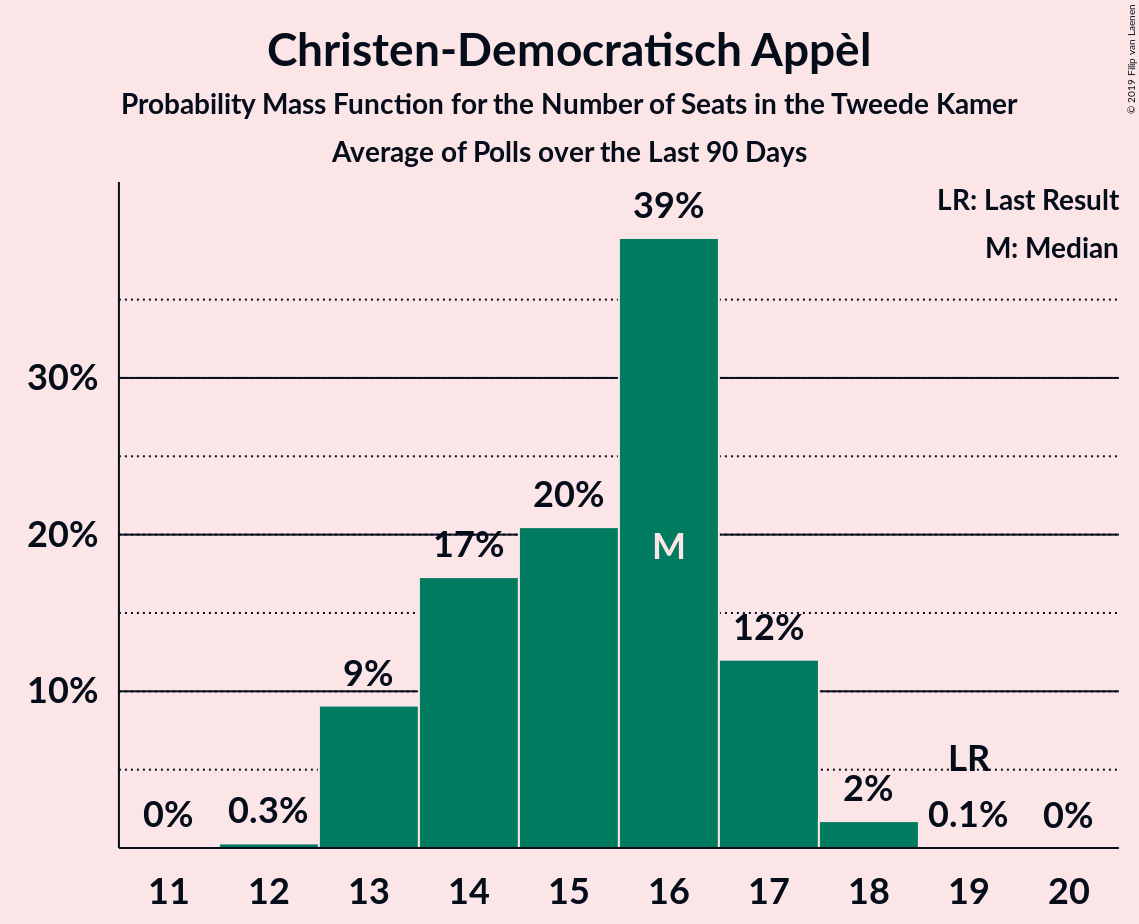 Christen-Democratisch Appèl
Probability Mass Function for the Number of Seats in the Tweede Kamer
Average of Polls over the Last 90 Days
© 2019 Filip van Laenen
LR: Last Result
M: Median
39%
30%
20%
20%
17%
M
12%
10%
9%
LR
2%
0%
0.3%
0.1%
0%
11 12 13 14 15 16 17 18 19 20